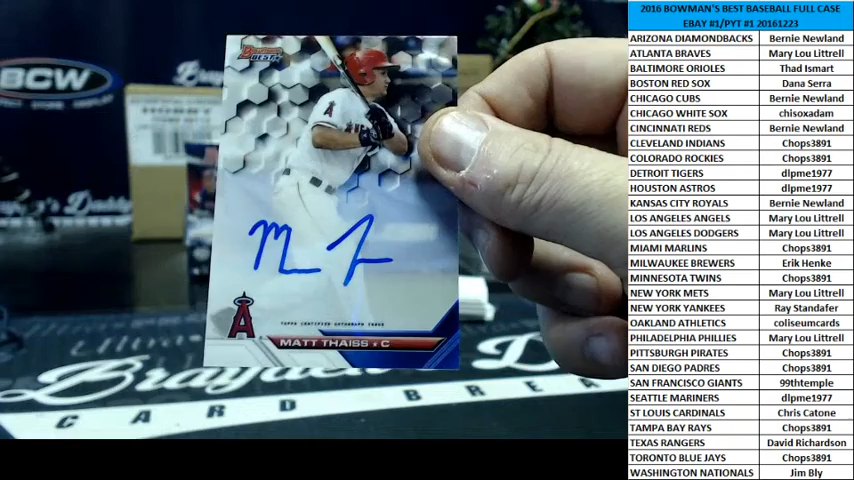 2016 BOWMAN'S BEST BASEBALL FULL CASE
EBAY #1/PYT #1 20161223
ARIZONA DIAMONDBACKS Bernie Newland
ATLANTA BRAVES Mary Lou Littrell
BALTIMORE ORIOLES Thad Ismart
BOSTON RED SOX Dana Serra
CHICAGO CUBS Bernie Newland
CHICAGO WHITE SOX chisoxadam
CINCINNATI REDS Bernie Newland
CLEVELAND INDIANS Chops3891
COLORADO ROCKIES Chops3891
DETROIT TIGERS dlpme1977
HOUSTON ASTROS dlpme1977
KANSAS CITY ROYALS Bernie Newland
LOS ANGELES ANGELS Mary Lou Littrell
LOS ANGELES DODGERS Mary Lou Littrell
MIAMI MARLINS Chops3891
MILWAUKEE BREWERS Erik Henke
MINNESOTA TWINS Chops3891
NEW YORK METS Mary Lou Littrell
NEW YORK YANKEES Ray Standafer
OAKLAND ATHLETICS coliseumcards
PHILADELPHIA PHILLIES Mary Lou Littrell
PITTSBURGH PIRATES Chops3891
SAN DIEGO PADRES Chops3891
SAN FRANCISCO GIANTS 99thtemple
SEATTLE MARINERS dlpme1977
ST LOUIS CARDINALS Chris Catone
TAMPA BAY RAYS Chops3891
TEXAS RANGERS David Richardson
TORONTO BLUE JAYS Chops3891
WASHINGTON NATIONALS Jim Bly
BCW
Bowman's
BEST
A
TOPPS CERTIFIED AUTOGRAPH ISSUE
A
MATT THAISS • C
CARD BREA